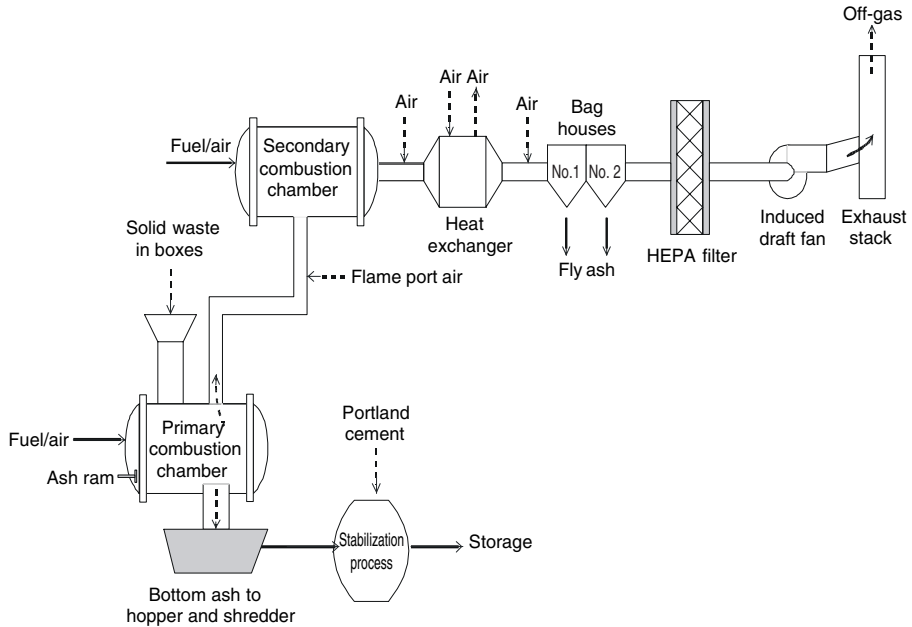 Off-gas
Air Air
Air
Air
Bag
houses
Fuel/air
Secondary
combustion
chamber
No.1
No. 2
Heat
exchanger
Induced
draft fan
Exhaust
stack
HEPA filter
Fly ash
Solid waste
in boxes
Flame port air
Portland
cement
Fuel/air
Primary
combustion
chamber
Ash ram
Stabilization
process
Storage
Bottom ash to
hopper and shredder